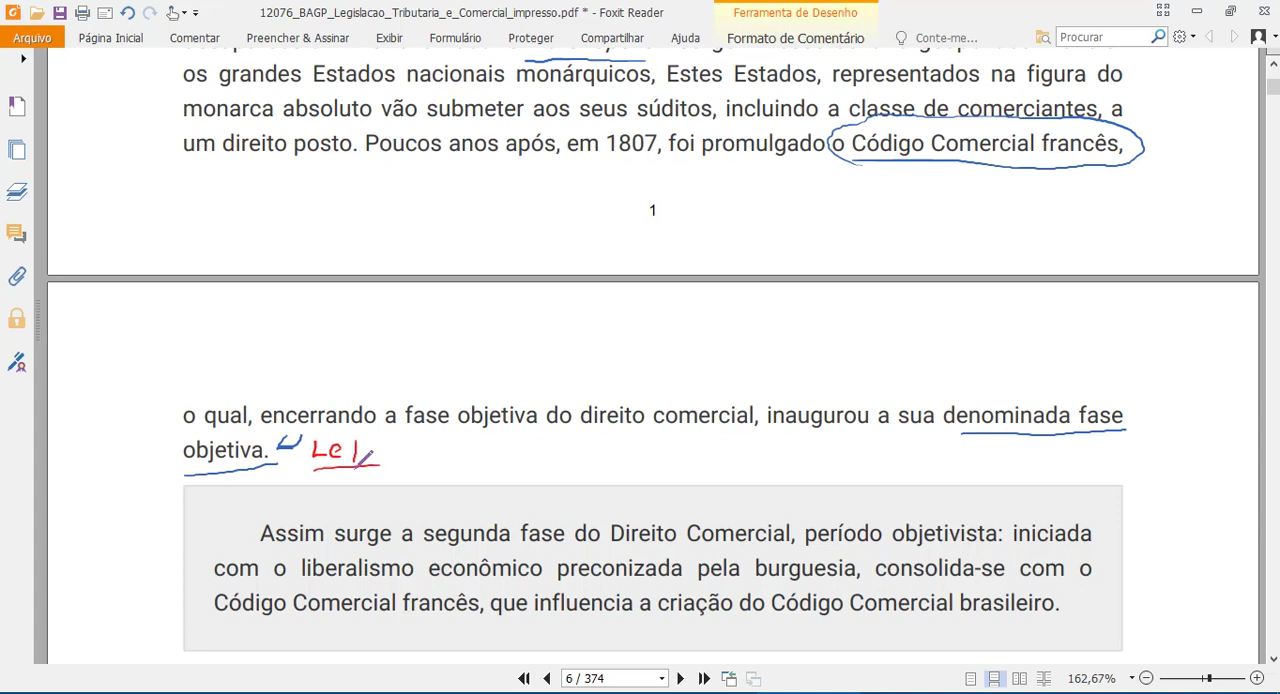 12076_BAGP_Legislacao_Tributaria_e_Comercial_impresso.pdf * - Foxit Reader
Ferramenta de Desenho
Arquivo Página Inicial Comentar Preencher & Assinar Exibir Formulário Proteger Compartilhar Ajuda Formato de Comentário Conte-me... Procurar
os grandes Estados nacionais monárquicos, Estes Estados, representados na figura do
monarca absoluto vão submeter aos seus súditos, incluindo a classe de comerciantes, a
um direito posto. Poucos anos após, em 1807, foi promulgado o Código Comercial francês,
1
o qual, encerrando a fase objetiva do direito comercial, inaugurou a sua denominada fase
objetiva. Lei
Assim surge a segunda fase do Direito Comercial, período objetivista: iniciada
com o liberalismo econômico preconizada pela burguesia, consolida-se com o
Código Comercial francês, que influencia a criação do Código Comercial brasileiro.
6 / 374 162,67%